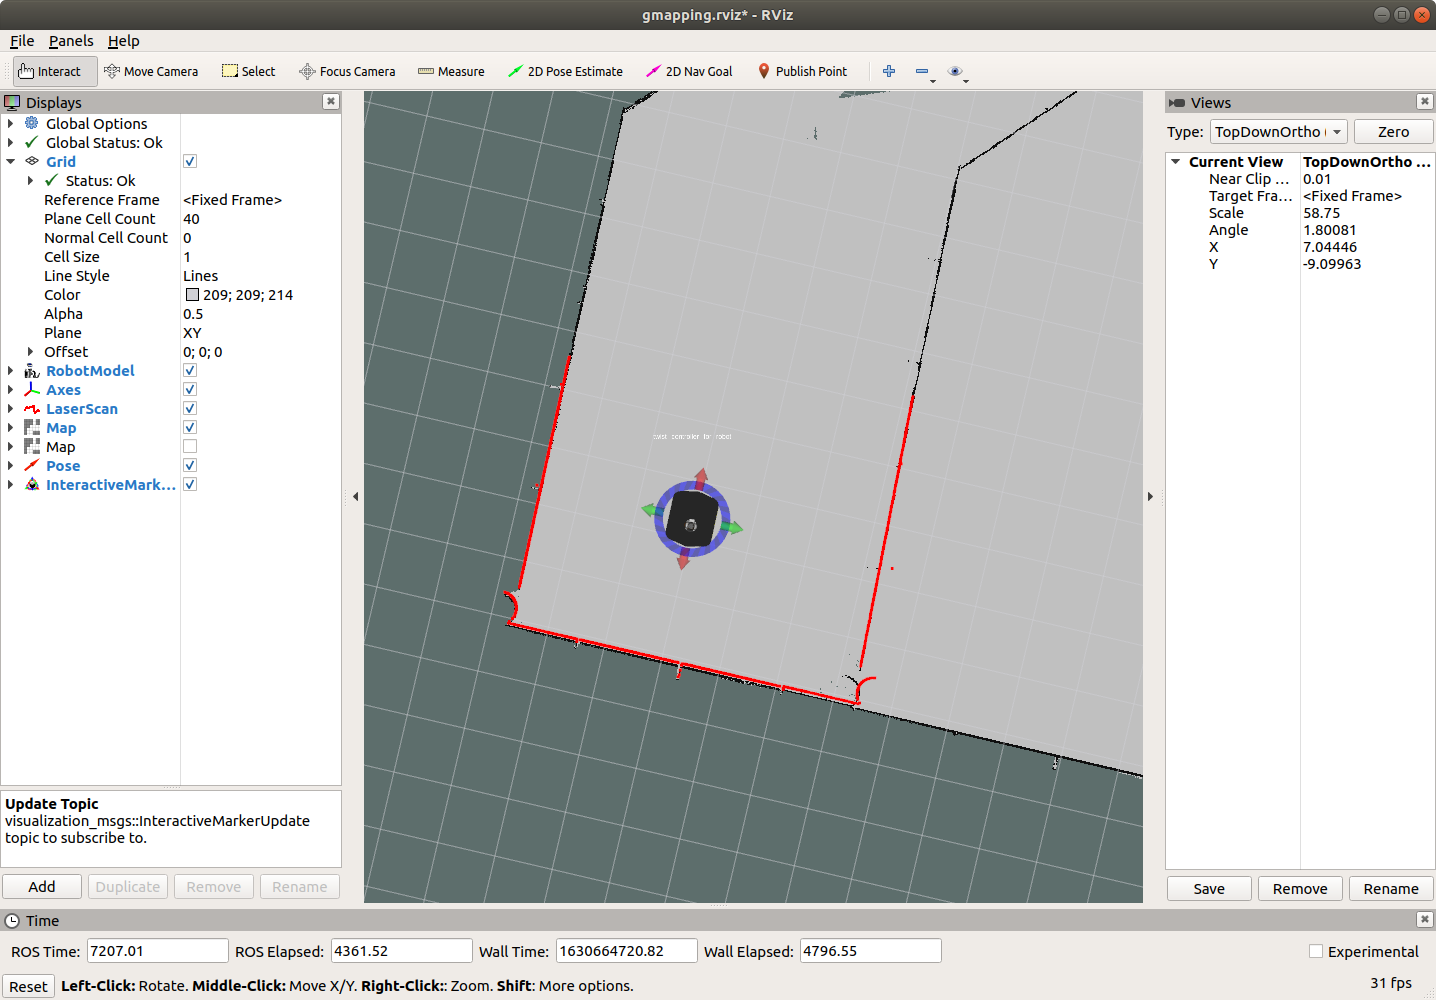 gmapping.rviz* - RViz
File Panels Help
Interact Move Camera Select Focus Camera Measure 2D Pose Estimate 2D Nav Goal Publish Point
Displays
Global Options
Global Status: Ok
Grid
Status: Ok
Reference Frame <Fixed Frame>
Plane Cell Count 40
Normal Cell Count 0
Cell Size 1
Line Style Lines
Color 209; 209; 214
Alpha 0.5
Plane XY
Offset 0; 0; 0
RobotModel
Axes
LaserScan
Map
Map
Pose
InteractiveMark...
Update Topic
visualization_msgs::InteractiveMarkerUpdate
topic to subscribe to.
Add Duplicate Remove Rename
twist controller for robot
Views
Type: TopDownOrtho ( Zero
Current View TopDownOrtho ...
Near Clip ... 0.01
Target Fra... <Fixed Frame>
Scale 58.75
Angle 1.80081
X 7.04446
Y -9.09963
Save Remove Rename
Time
ROS Time: 7207.01 ROS Elapsed: 4361.52 Wall Time: 1630664720.82 Wall Elapsed: 4796.55 Experimental
Reset Left-Click: Rotate. Middle-Click: Move X/Y. Right-Click:: Zoom. Shift: More options. 31 fps